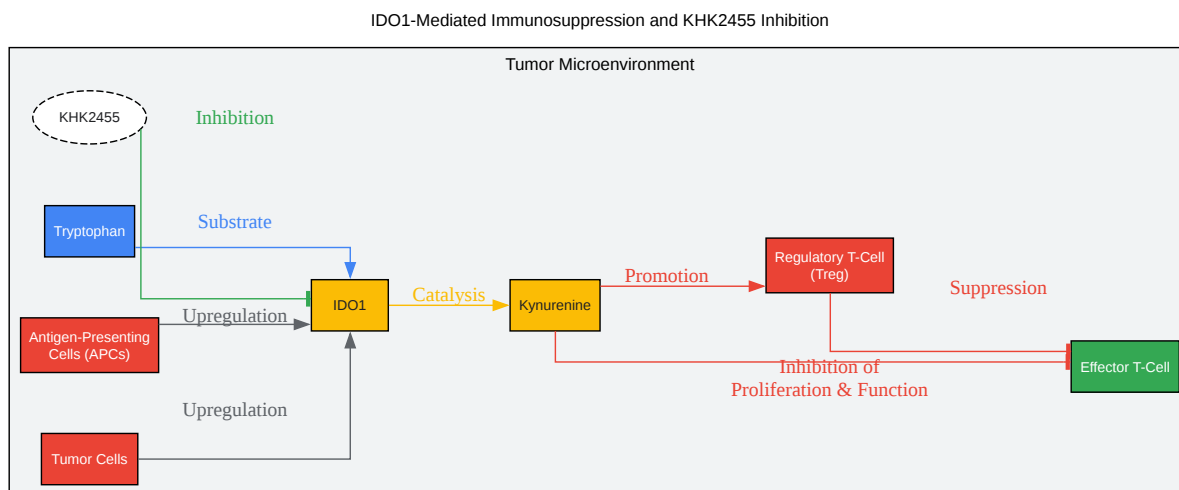 IDO1-Mediated Immunosuppression and KHK2455 Inhibition
Tumor Microenvironment
KHK2455
Inhibition
Tryptophan
Substrate
Regulatory T-Cell
(Treg)
Promotion
Suppression
IDO1
Catalysis
Kynurenine
Upregulation
Antigen-Presenting
Cells (APCs)
Effector T-Cell
Inhibition of
Proliferation & Function
Upregulation
Tumor Cells